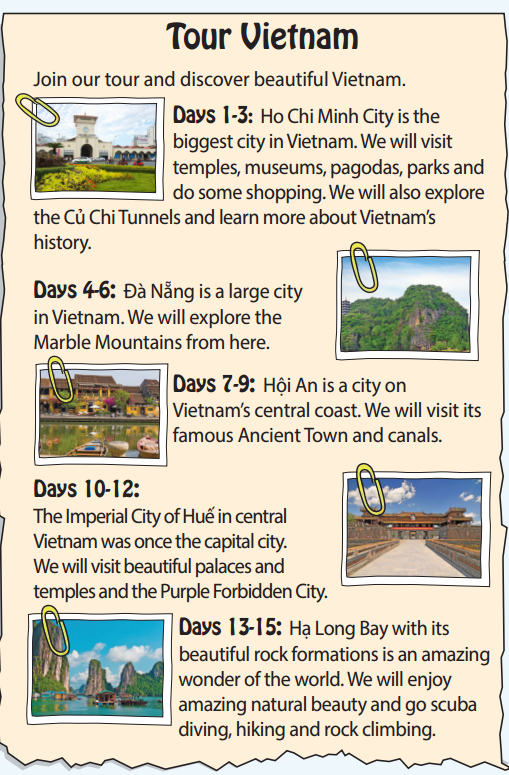 Tour Vietnam
Join our tour and discover beautiful Vietnam.
Days 1-3: Ho Chi Minh City is the
biggest city in Vietnam. We will visit
temples, museums, pagodas, parks and
do some shopping. We will also explore
the Củ Chi Tunnels and learn more about Vietnam's
history.
Days 4-6: Đà Nẵng is a large city
in Vietnam. We will explore the
Marble Mountains from here.
Days 7-9: Hội An is a city on
Vietnam's central coast. We will visit its
famous Ancient Town and canals.
Days 10-12:
The Imperial City of Huế in central
Vietnam was once the capital city.
We will visit beautiful palaces and
temples and the Purple Forbidden City.
Days 13-15: Hạ Long Bay with its
beautiful rock formations is an amazing
wonder of the world. We will enjoy
amazing natural beauty and go scuba
diving, hiking and rock climbing.